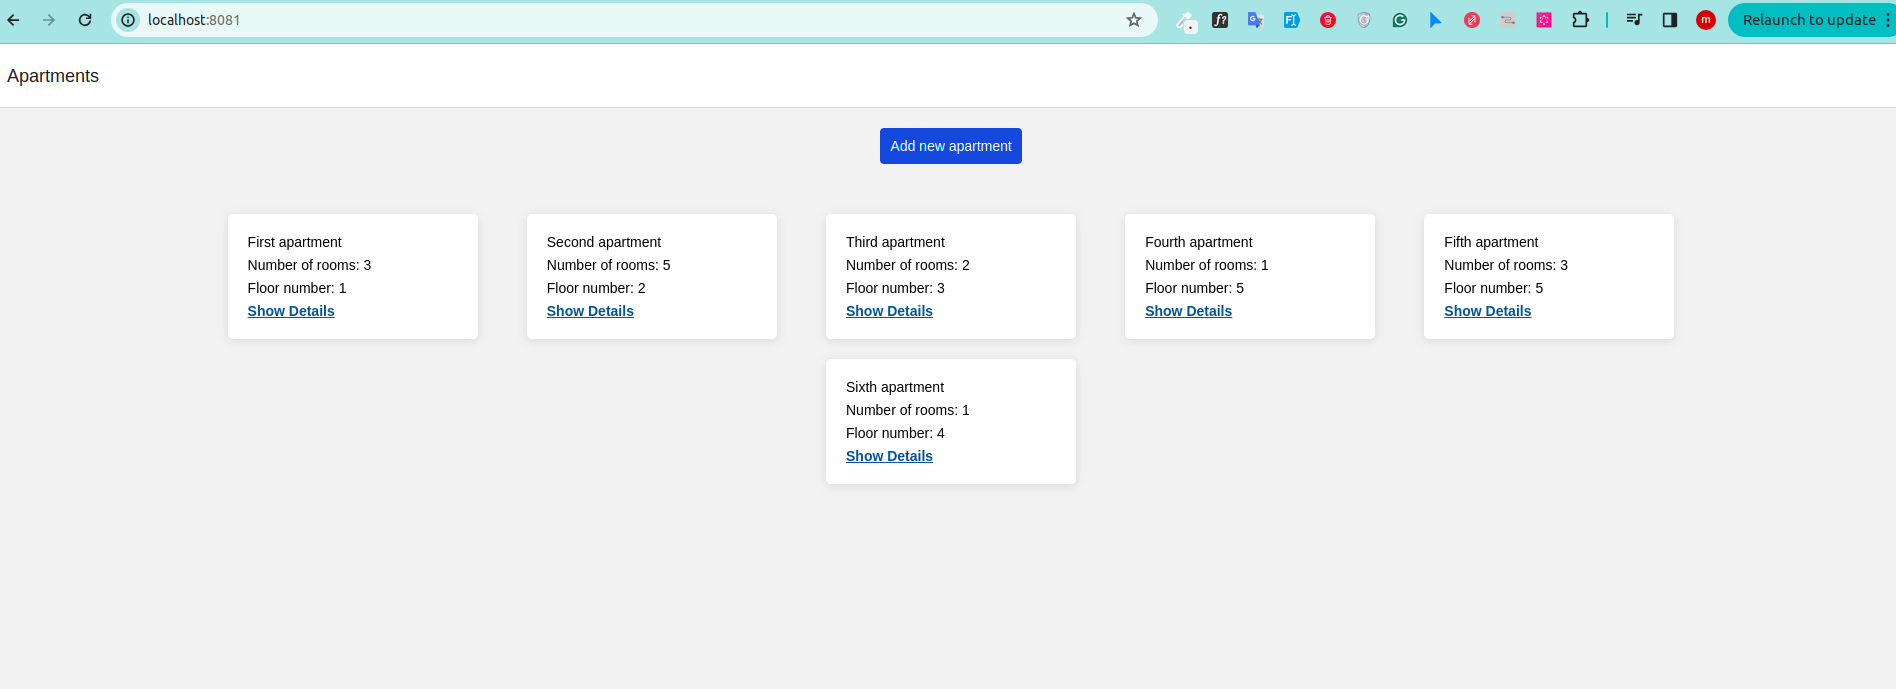 localhost:8081
Relaunch to update
Apartments
Add new apartment
First apartment
Number of rooms: 3
Floor number: 1
Show Details
Second apartment
Number of rooms: 5
Floor number: 2
Show Details
Third apartment
Number of rooms: 2
Floor number: 3
Show Details
Fourth apartment
Number of rooms: 1
Floor number: 5
Show Details
Fifth apartment
Number of rooms: 3
Floor number: 5
Show Details
Sixth apartment
Number of rooms: 1
Floor number: 4
Show Details